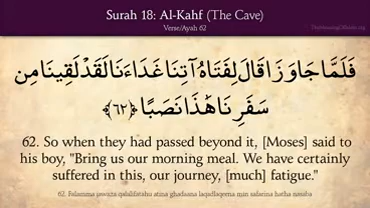 Surah 18: Al-Kahf (The Cave)
Verse/Ayah 62
فَلَمَّا جَاوَزَا قَالَ لِفَتَاهُ آتِنَا غَدَاءَنَا لَقَدْ لَقِينَا مِن
سَفَرِنَا هَٰذَا نَصَبًا ﴿٦٢﴾
62. So when they had passed beyond it, [Moses] said to
his boy, "Bring us our morning meal. We have certainly
suffered in this, our journey, [much] fatigue."